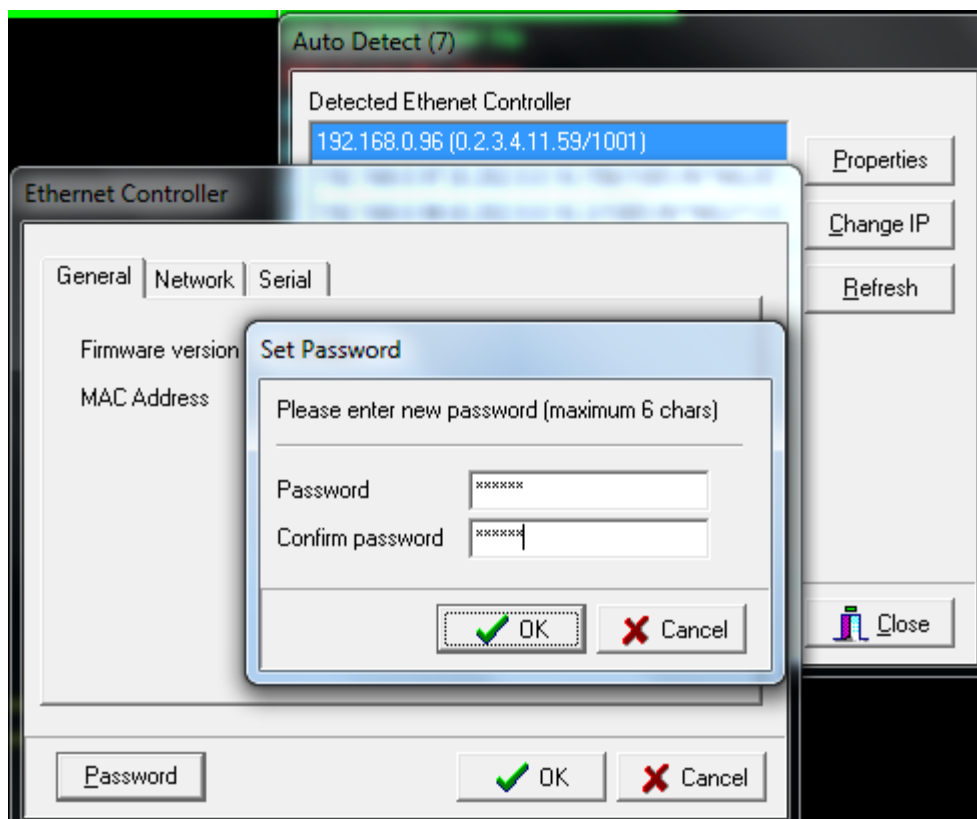 Auto Detect (7)
Detected Ethenet Controller
192.168.0.96 (0.2.3.4.11.59/1001)
Properties
Change IP
Refresh
Close
Ethernet Controller
General Network Serial
Firmware version
MAC Address
Set Password
Please enter new password (maximum 6 chars)
Password ******
Confirm password ******
OK Cancel
Password OK Cancel